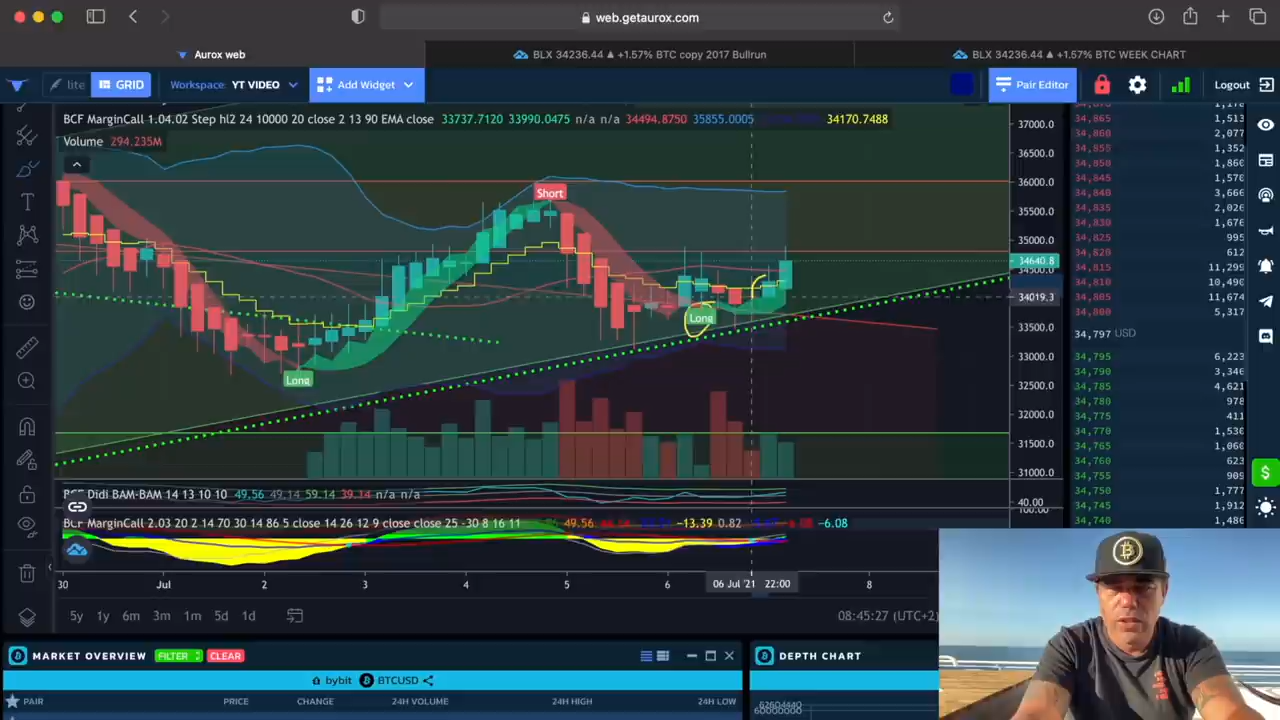 web.getaurox.com
Aurox web
BLX 34236.44 ▲ +1.57% BTC copy 2017 Bullrun
BLX 34236.44 ▲ +1.57% BTC WEEK CHART
lite
GRID
Workspace: YT VIDEO
Add Widget
Pair Editor
Logout
BCF MarginCall 1.04.02 Step hl2 24 10000 20 close 2 13 90 EMA close 33737.7120 33990.0475 n/a n/a 34494.8750 35855.0005 34170.7488
Volume 294.235M
Short
Long
Long
37000.0
36500.0
36000.0
35500.0
35000.0
34640.8
34500.0
34019.3
33500.0
33000.0
32500.0
32000.0
31500.0
31000.0
40.00
34,865 1,513
34,860 2,077
34,855 1,352
34,850 1,860
34,845 1,570
34,840 3,666
34,835 2,026
34,830 1,676
34,825 995
34,820 1,264
34,815 11,299
34,810 10,490
34,805 11,674
34,800 5,317
34,797 USD
34,795 6,223
34,790 3,346
34,785 4,621
34,780 978
34,775 411
34,770 1,530
34,765 1,060
34,760 623
34,755 909
34,750 1,777
34,745 1,992
34,740 1,486
BCF Didi BAM-BAM 14 13 10 10 49.56 49.14 59.14 39.14 n/a n/a
BCF MarginCall 2.03 20 2 14 70 30 14 86 5 close 14 26 12 9 close close 25 -30 8 16 11 49.56 -13.39 0.82 -6.08
30 Jul 2 3 4 5 6 06 Jul '21 22:00 8
5y 1y 6m 3m 1m 5d 1d
08:45:27 (UTC+2)
MARKET OVERVIEW FILTER CLEAR
DEPTH CHART
bybit BTCUSD
PAIR PRICE CHANGE 24H VOLUME 24H HIGH 24H LOW